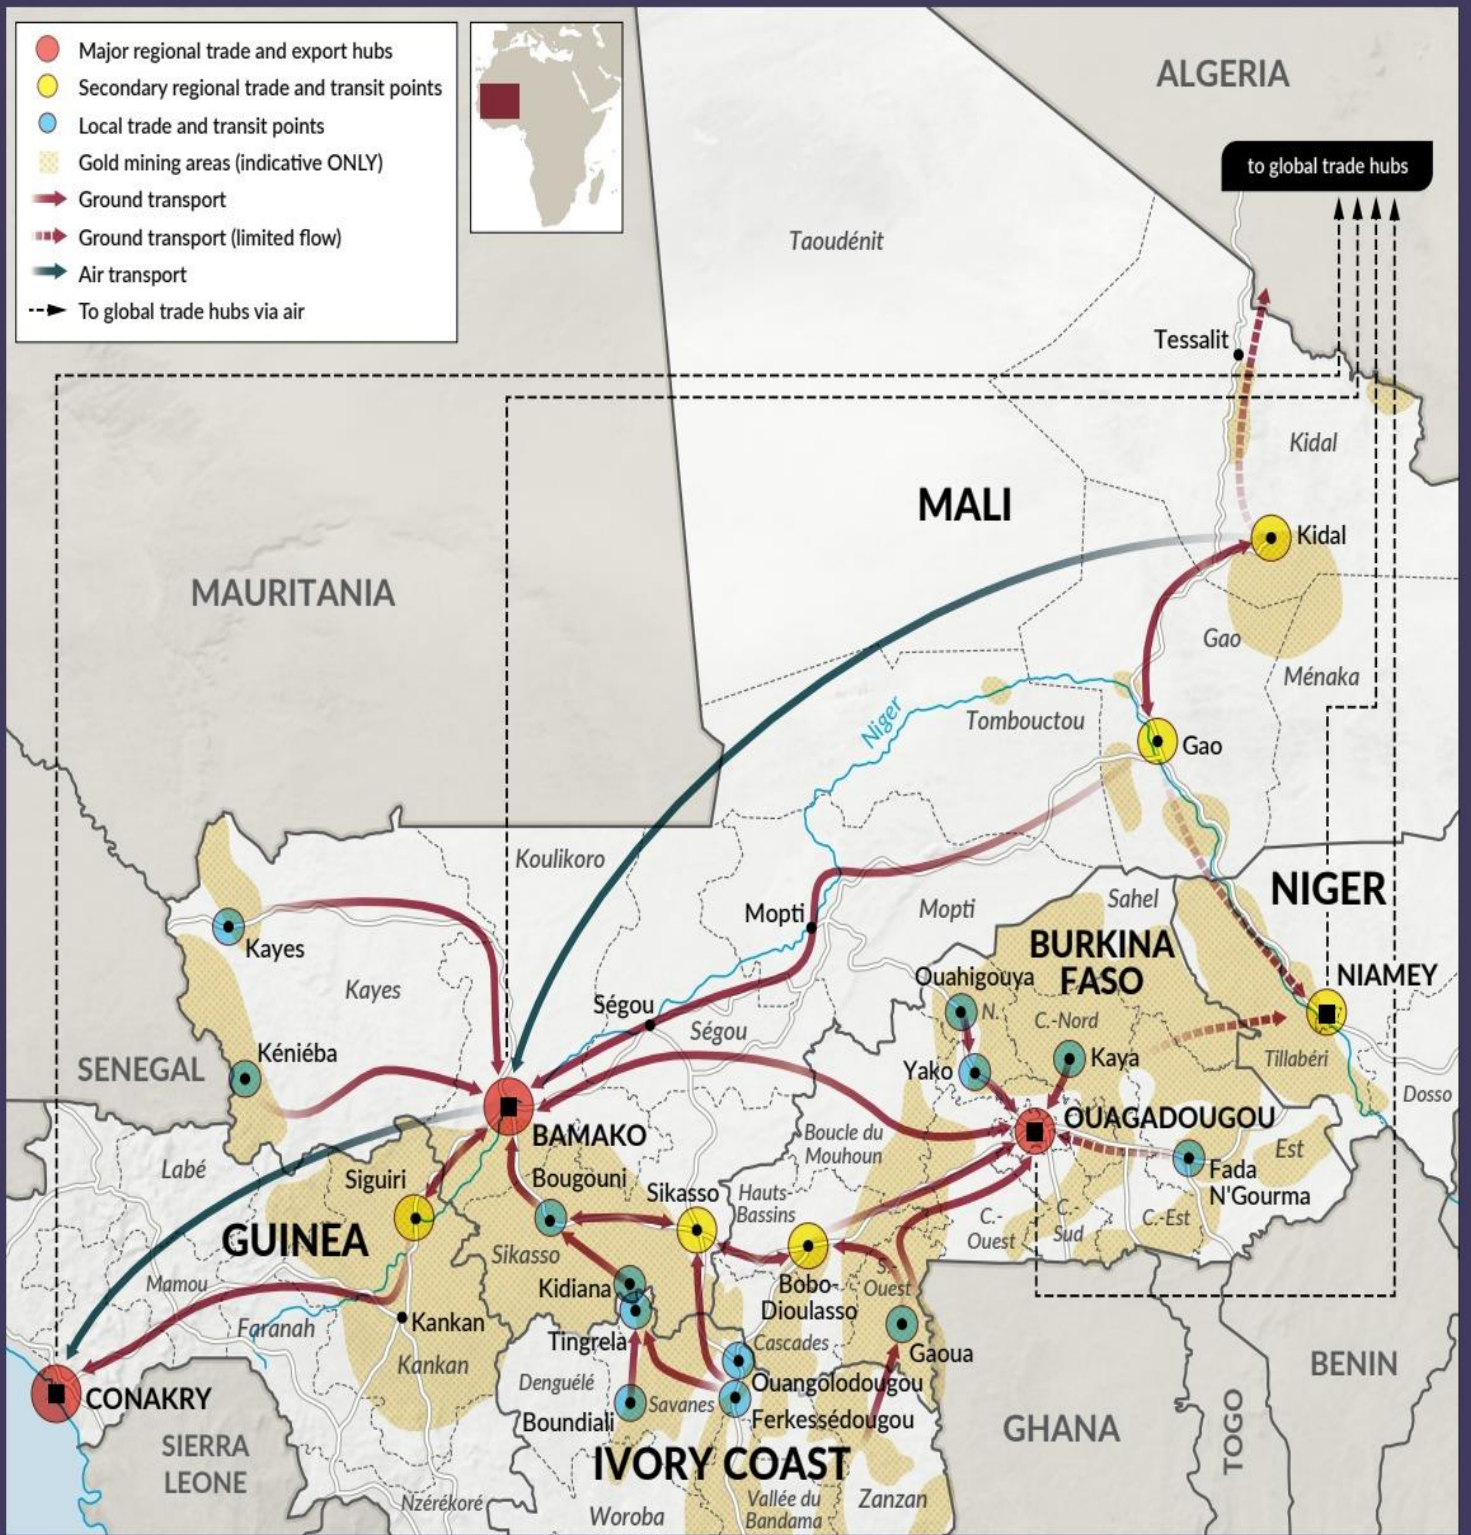 Major regional trade and export hubs
Secondary regional trade and transit points
Local trade and transit points
Gold mining areas (indicative ONLY)
Ground transport
Ground transport (limited flow)
Air transport
To global trade hubs via air
ALGERIA
to global trade hubs
Taoudénit
Tessalit
Kidal
MALI
Kidal
MAURITANIA
Gao
Ménaka
Niger
Tombouctou
Gao
Koulikoro
Mopti
Mopti
Sahel
NIGER
BURKINA
FASO
Kayes
Kayes
Ouahigouya
N.
C.-Nord
NIAMEY
Ségou
Ségou
SENEGAL
Kéniéba
Yako
Kaya
Tillabéri
Dosso
BAMAKO
OUAGADOUGOU
Boucle du
Mouhoun
Est
Labé
Siguiri
Bougouni
Sikasso
Hauts-
Bassins
Fada
N'Gourma
GUINEA
Sikasso
C.-
Ouest
C.-
Sud
C.-Est
Mamou
Kidiana
Bobo-
Dioulasso
S.-
Ouest
Faranah
Kankan
Kankan
Tingrela
Cascades
Gaoua
BENIN
CONAKRY
Denguélé
Ouangolodougou
Boundiali
Savanes
Ferkessédougou
GHANA
TOGO
SIERRA
LEONE
IVORY COAST
Nzérékoré
Woroba
Vallée du
Bandama
Zanzan